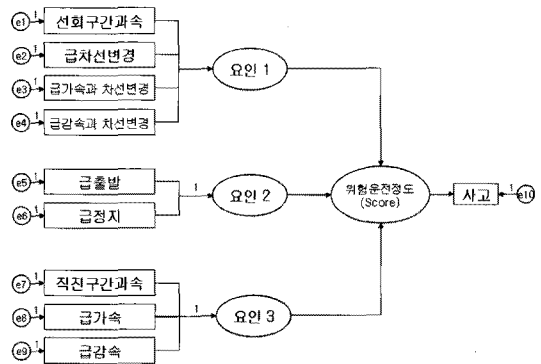 e1 1 선회구간과속
e2 1 급차선변경
e3 1 급가속과 차선변경
e4 1 급감속과 차선변경
요인 1
e5 1 급출발
e6 1 급정지
1 요인 2
위험운전정도
(Score)
사고 1 e10
e7 1 직진구간과속
e8 1 급가속
e9 1 급감속
1 요인 3